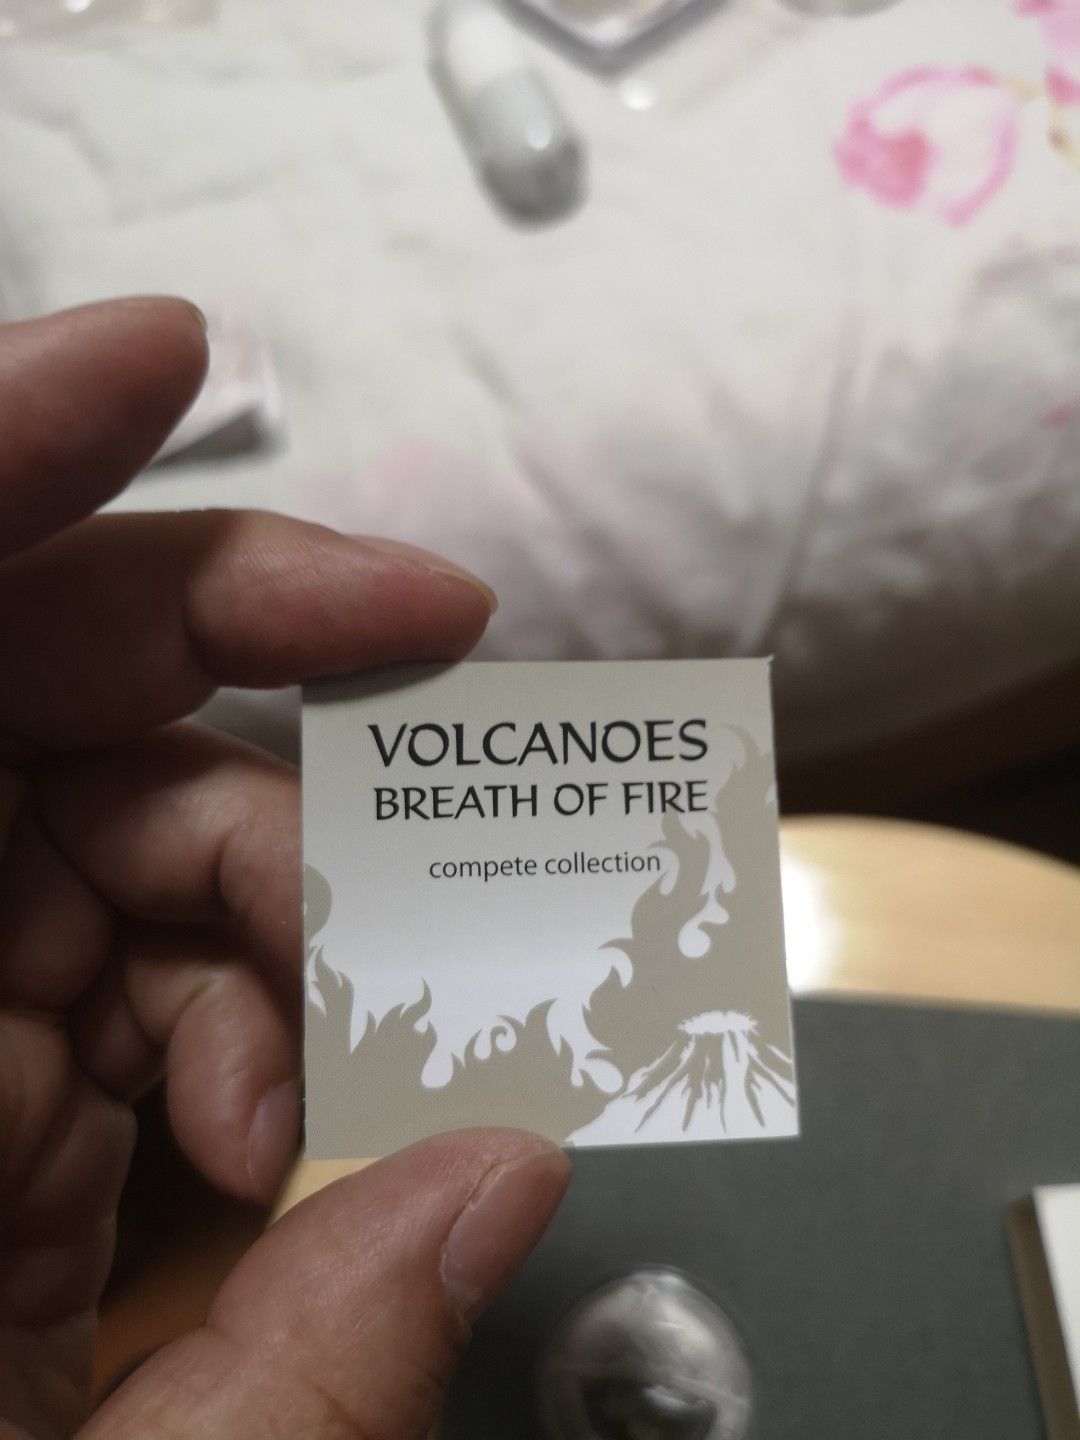 VOLCANOES
BREATH OF FIRE
compete collection